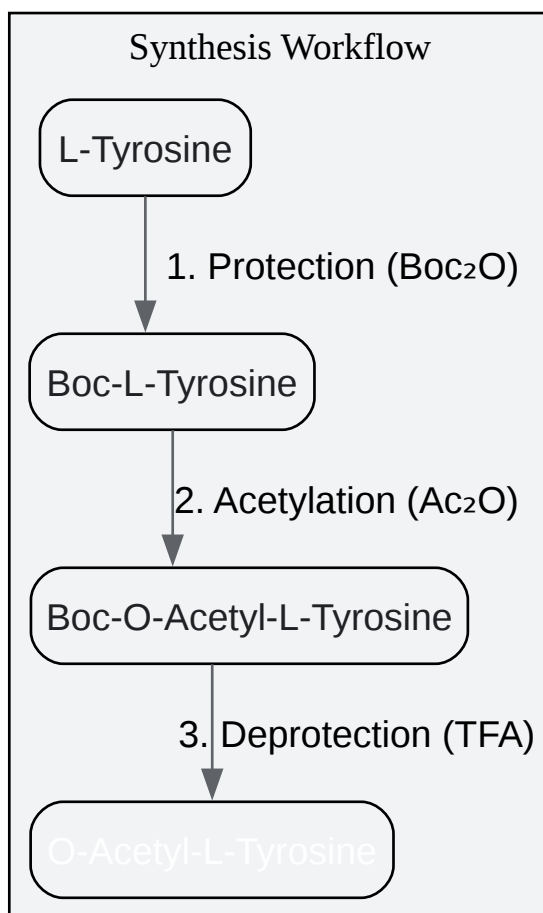 Synthesis Workflow
L-Tyrosine
1. Protection (Boc₂O)
Boc-L-Tyrosine
2. Acetylation (Ac₂O)
Boc-O-Acetyl-L-Tyrosine
3. Deprotection (TFA)
O-Acetyl-L-Tyrosine